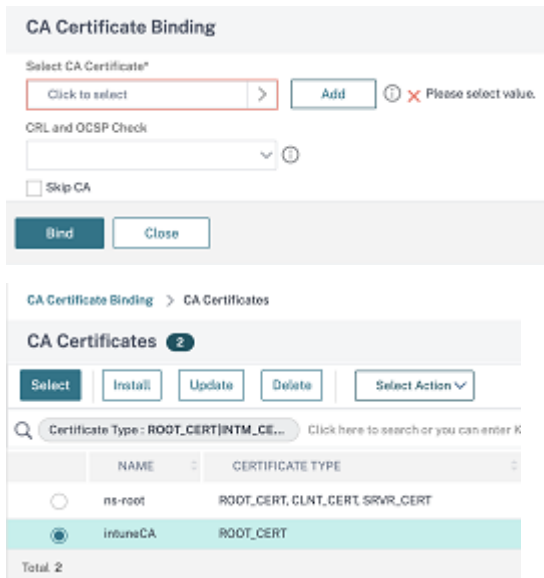 CA Certificate Binding
Select CA Certificate*
Click to select > Add i Please select value.
CRL and OCSP Check
Skip CA
Bind Close
CA Certificate Binding > CA Certificates
CA Certificates 2
Select Install Update Delete Select Action
Certificate Type : ROOT_CERT|INTM_CE... Click here to search or you can enter K
NAME CERTIFICATE TYPE
ns-root ROOT_CERT, CLNT_CERT, SRVR_CERT
intuneCA ROOT_CERT
Total 2